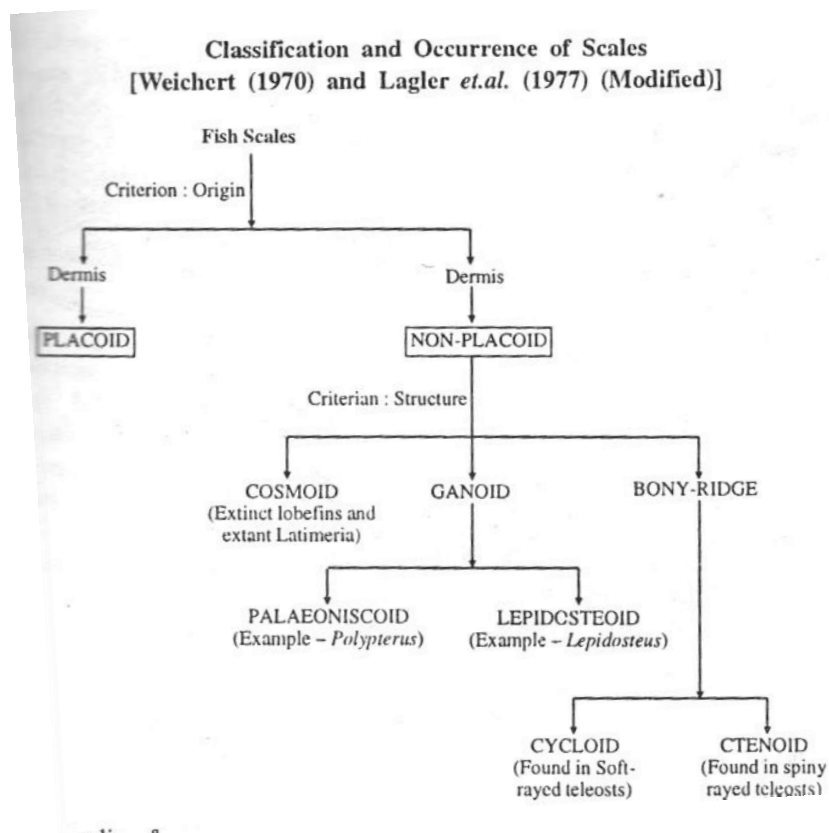 Classification and Occurrence of Scales
[Weichert (1970) and Lagler et.al. (1977) (Modified)]
Fish Scales
Criterion : Origin
Dermis
Dermis
PLACOID
NON-PLACOID
Criterian : Structure
COSMOID
(Extinct lobefins and
extant Latimeria)
GANOID
BONY-RIDGE
PALAEONISCOID
(Example – Polypterus)
LEPIDOSTEOID
(Example – Lepidosteus)
CYCLOID
(Found in Soft-
rayed teleosts)
CTENOID
(Found in spiny
rayed teleosts)